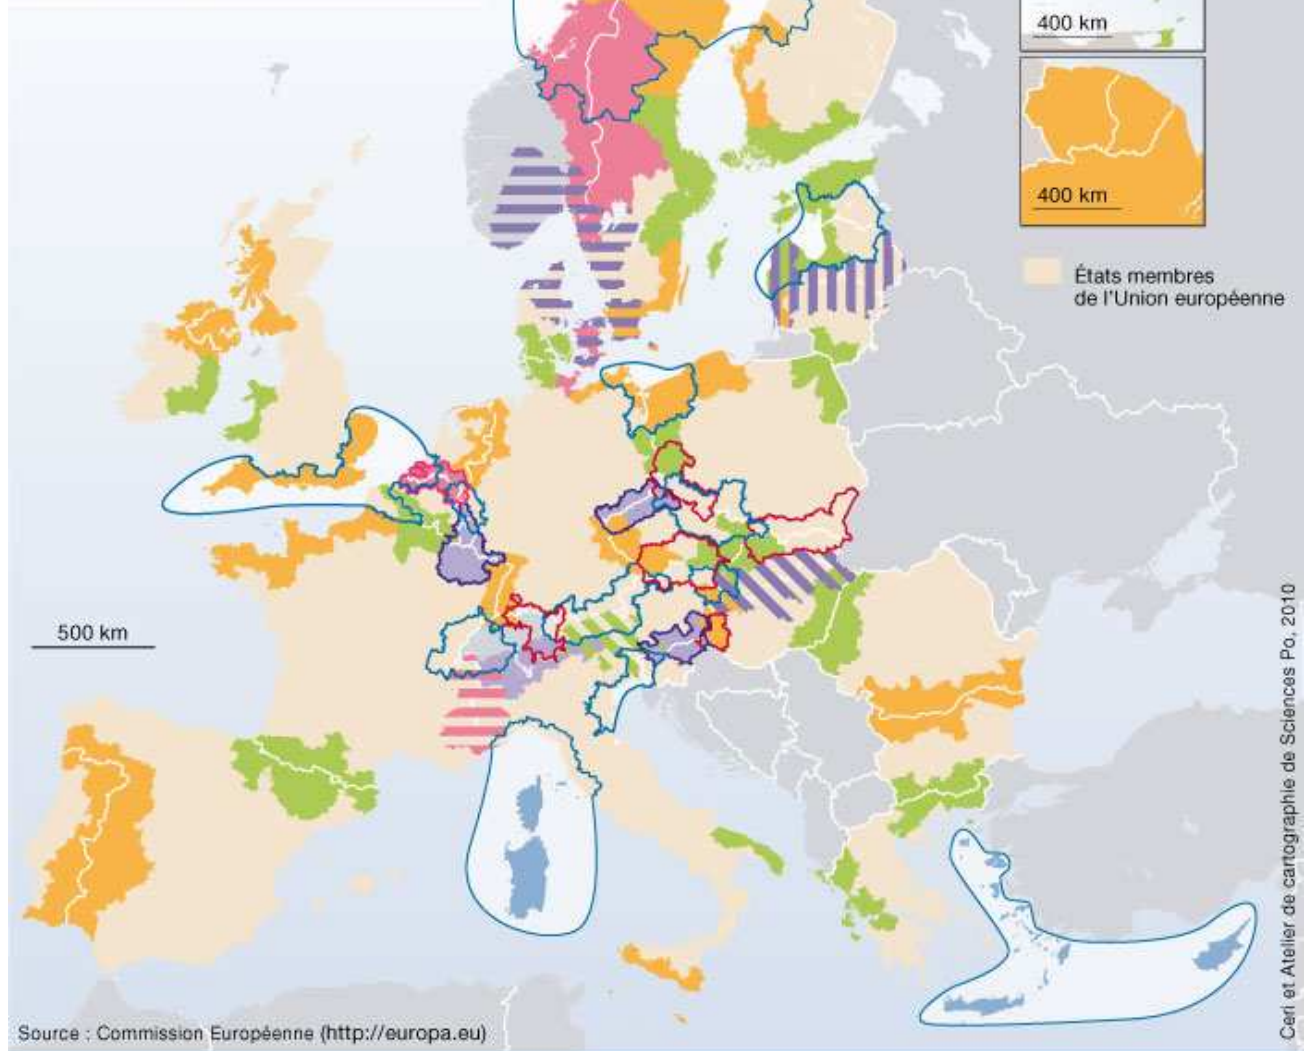 400 km
400 km
États membres
de l'Union européenne
500 km
Source : Commission Européenne (http://europa.eu)
Ceri et Atelier de cartographie de Sciences Po, 2010